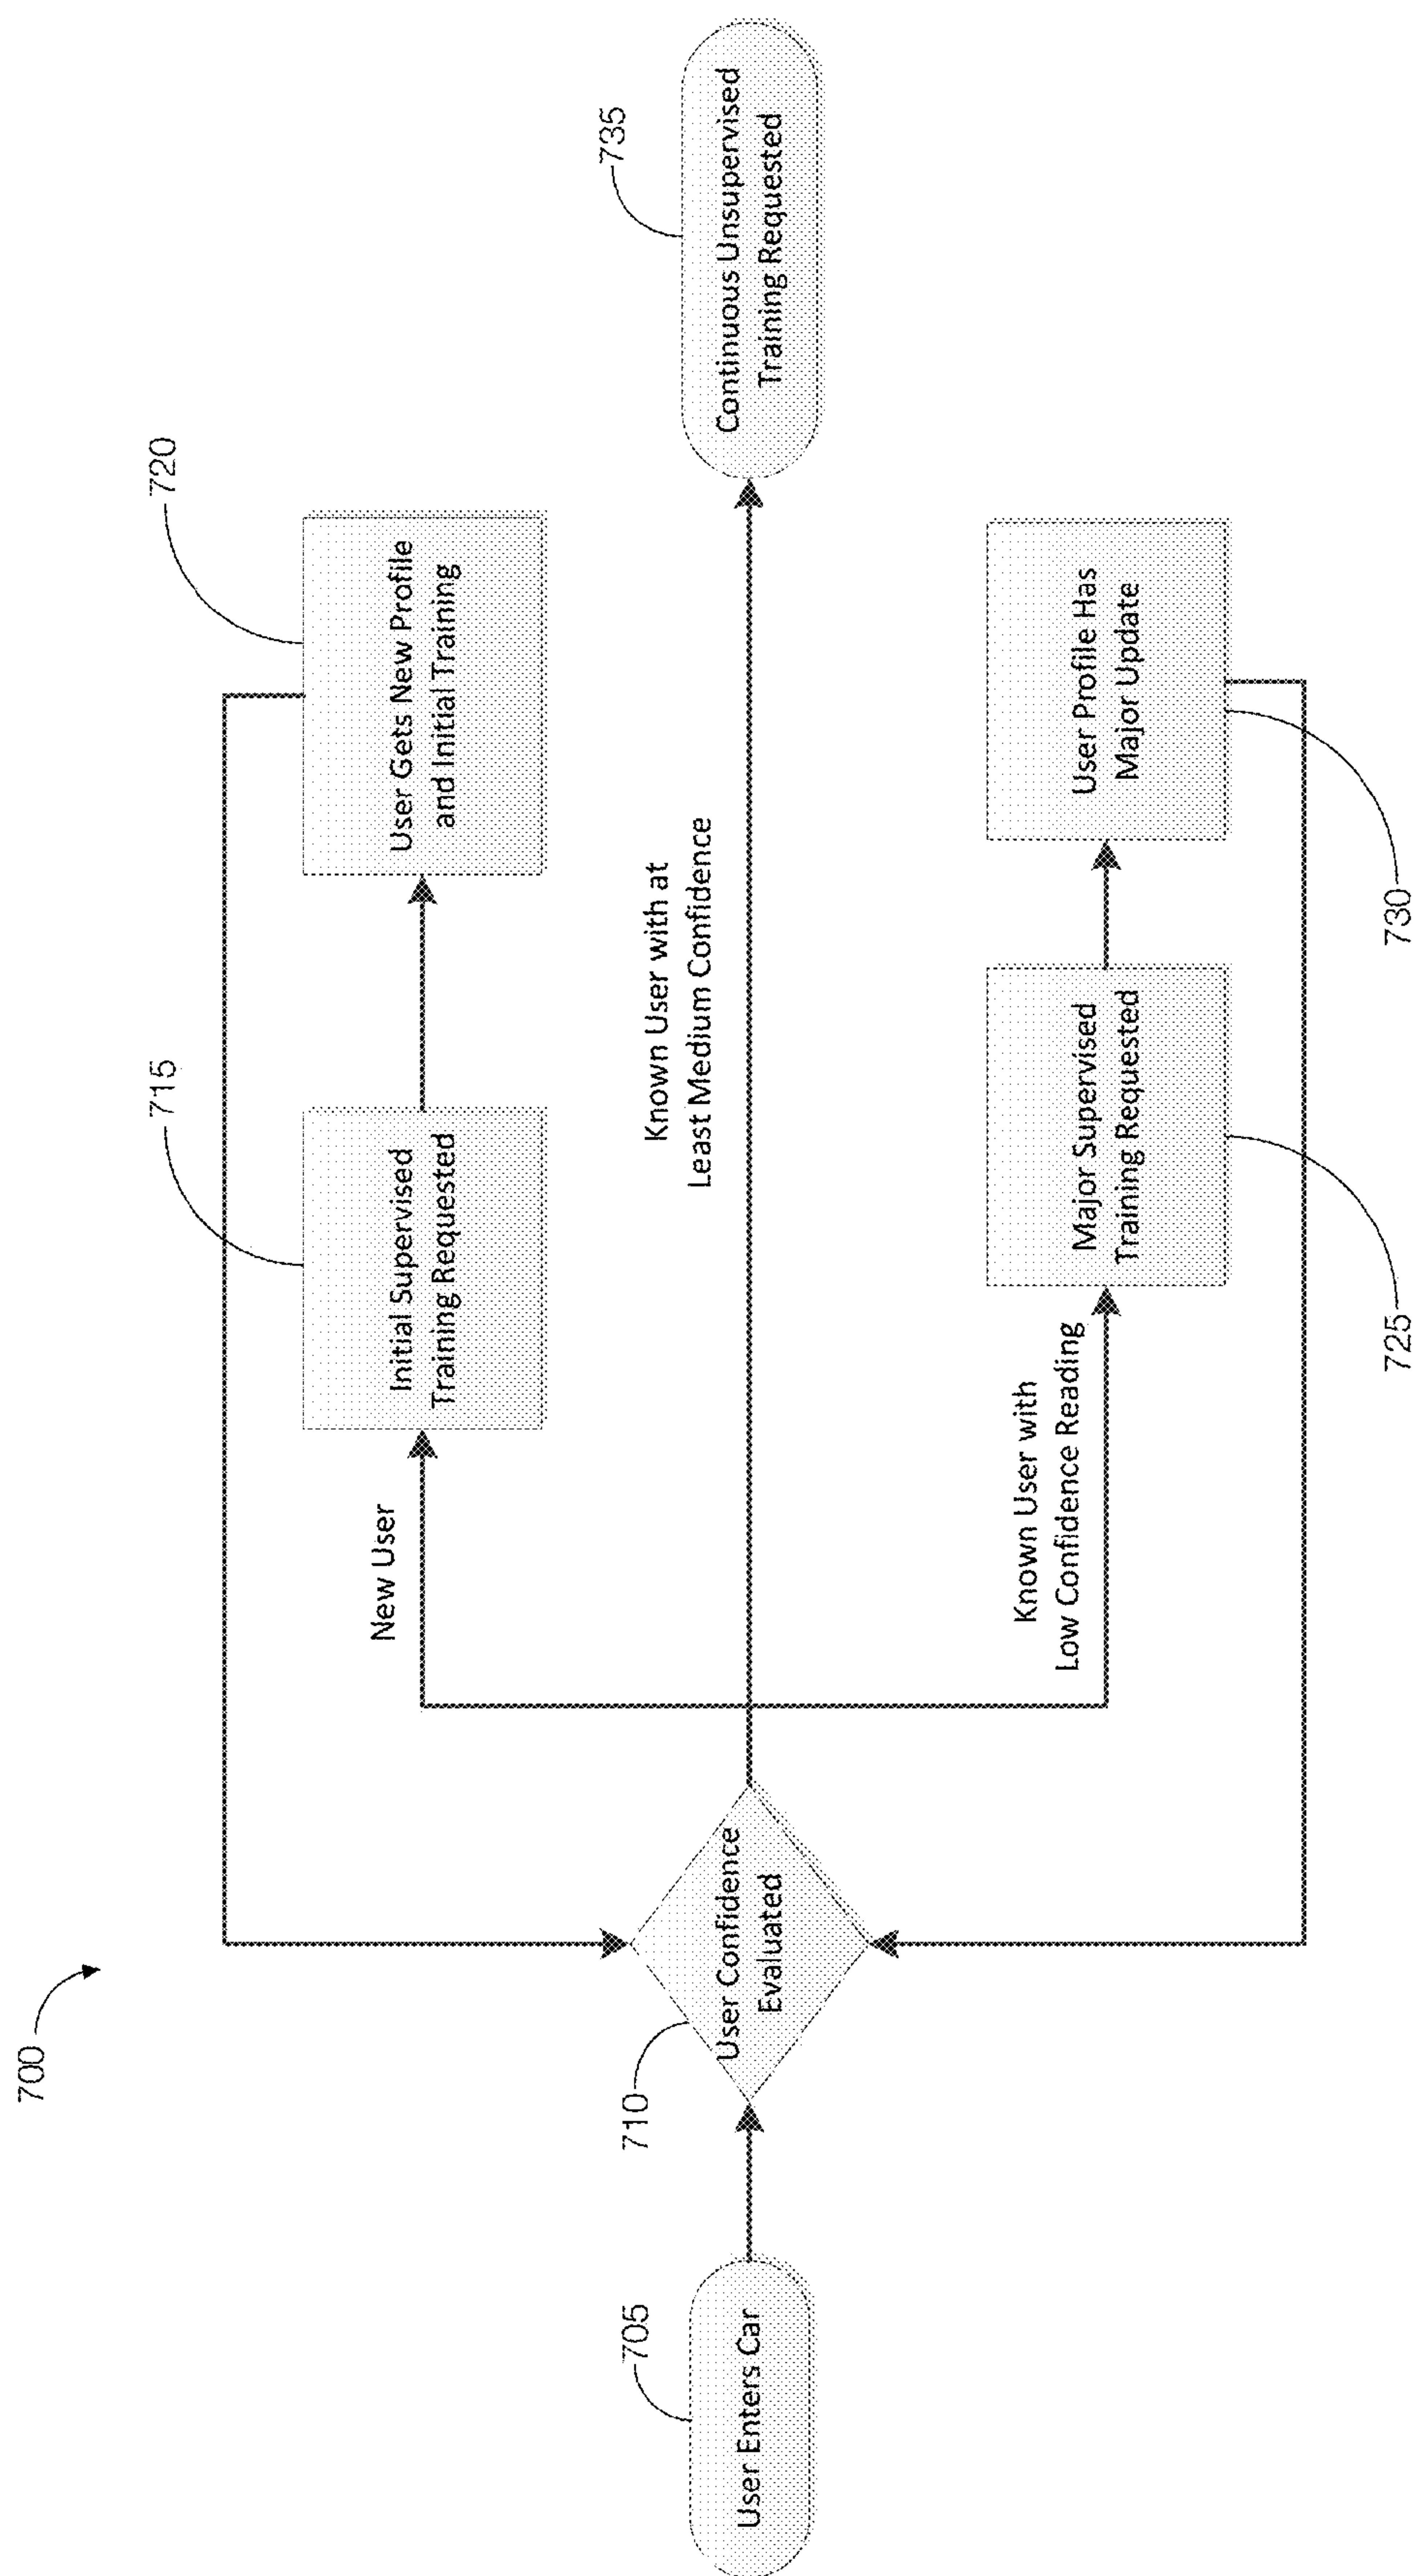 700
705
User Enters Car
710
User Confidence
Evaluated
New User
715
Initial Supervised
Training Requested
720
User Gets New Profile
and Initial Training
Known User with at
Least Medium Confidence
735
Continuous Unsupervised
Training Requested
Known User with
Low Confidence Reading
Major Supervised
Training Requested
725
User Profile Has
Major Update
730